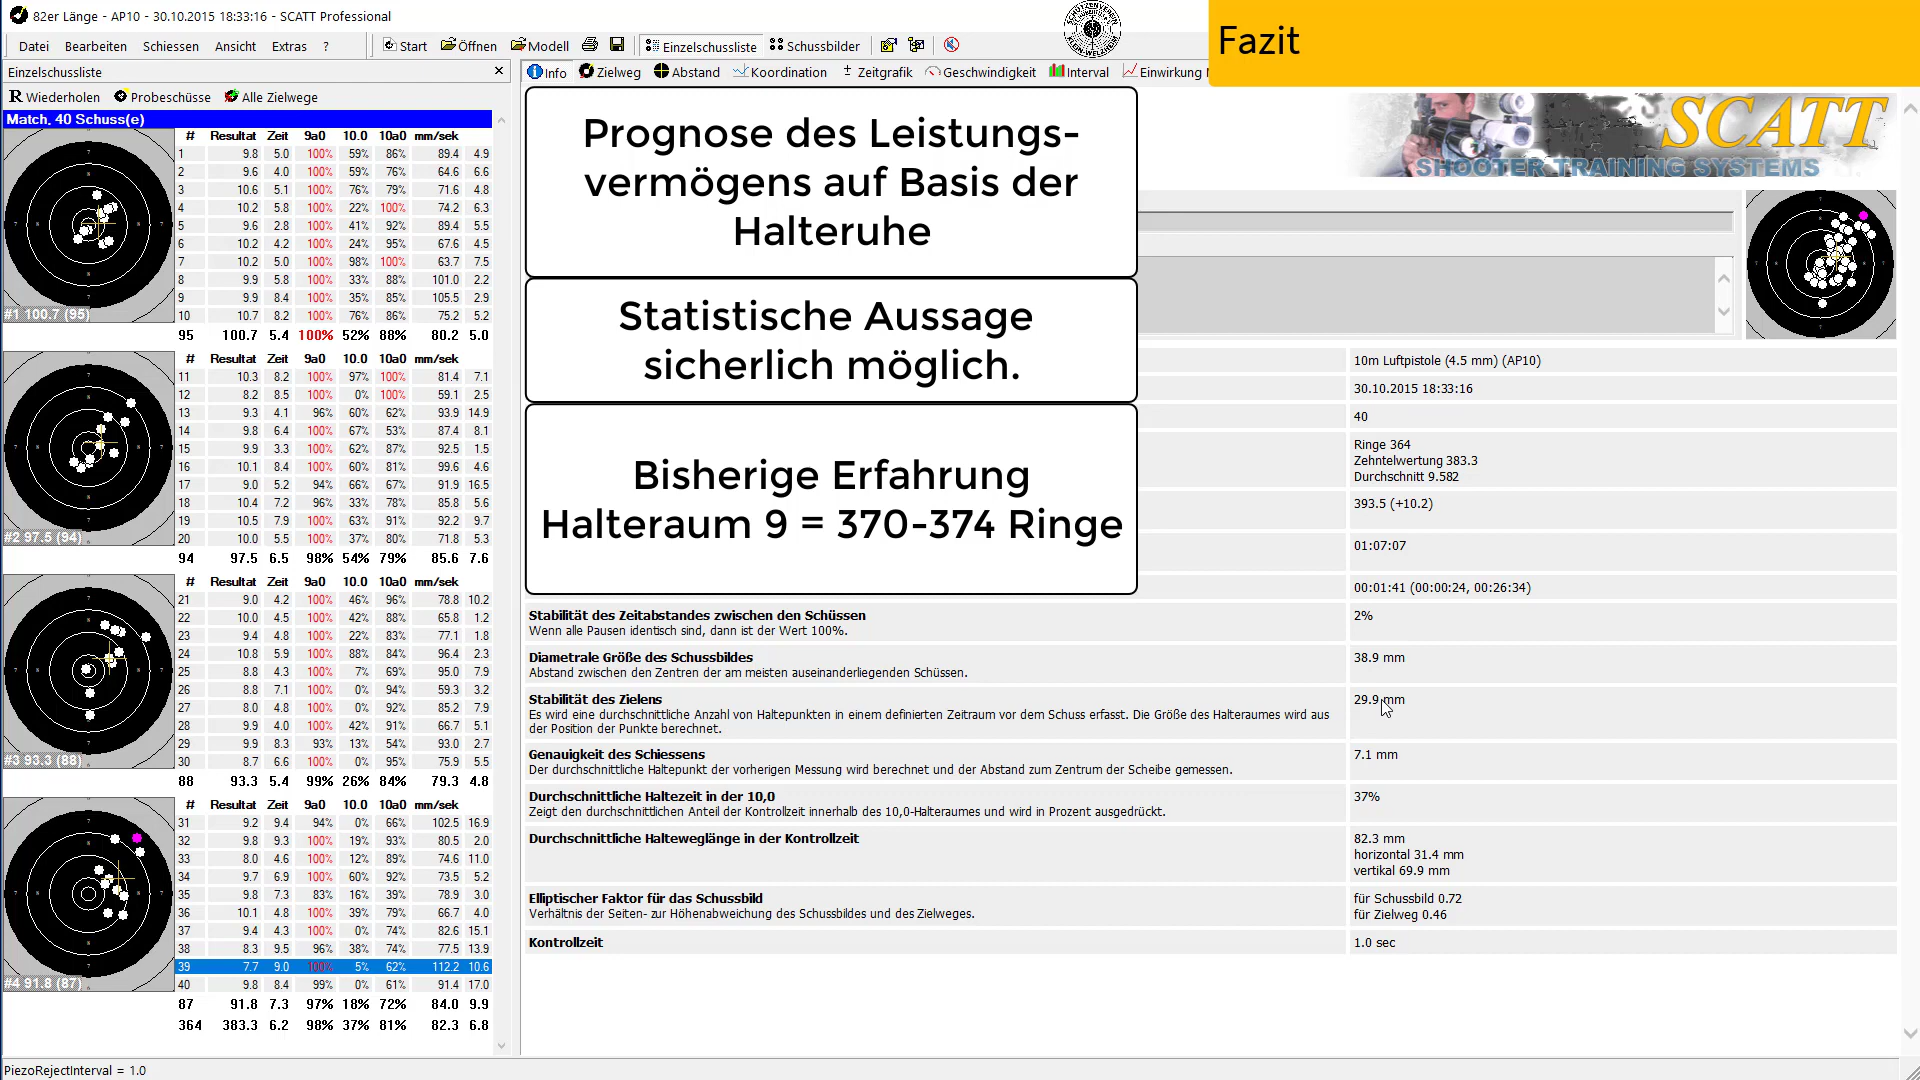 82er Länge - AP10 - 30.10.2015 18:33:16 - SCATT Professional
Fazit
Datei Bearbeiten Schiessen Ansicht Extras ?
Start Öffnen Modell Einzelschussliste Schussbilder
Einzelschussliste
Info Zielweg Abstand Koordination Zeitgrafik Geschwindigkeit Interval Einwirkung
R Wiederholen Probeschüsse Alle Zielwege
SCATT
SHOOTER TRAINING SYSTEMS
Prognose des Leistungs-
vermögens auf Basis der
Halteruhe
Statistische Aussage
sicherlich möglich.
Bisherige Erfahrung
Halteraum 9 = 370-374 Ringe
Match, 40 Schuss(e)
# Resultat Zeit 9a0 10.0 10a0 mm/sek
1 9.8 5.0 100% 59% 86% 89.4 4.9
2 9.6 4.0 100% 59% 76% 64.6 6.6
3 10.6 5.1 100% 76% 79% 71.6 4.8
4 10.2 5.8 100% 22% 100% 74.2 6.3
5 9.6 2.8 100% 41% 92% 89.4 5.5
6 10.2 4.2 100% 24% 95% 67.6 4.5
7 10.2 5.0 100% 98% 100% 63.7 7.5
8 9.9 5.8 100% 33% 88% 101.0 2.2
9 9.9 8.4 100% 35% 85% 105.5 2.9
10 10.7 8.2 100% 76% 86% 75.2 5.2
#1 100.7 (95)
95 100.7 5.4 100% 52% 88% 80.2 5.0
# Resultat Zeit 9a0 10.0 10a0 mm/sek
11 10.3 8.2 100% 97% 100% 81.4 7.1
12 8.2 8.5 100% 0% 100% 59.1 2.5
13 9.3 4.1 96% 60% 62% 93.9 14.9
14 9.8 6.4 100% 67% 53% 87.4 8.1
15 9.9 3.3 100% 62% 87% 92.5 1.5
16 10.1 8.4 100% 60% 81% 99.6 4.6
17 9.0 5.2 94% 66% 67% 91.9 16.5
18 10.4 7.2 96% 33% 78% 85.8 5.6
19 10.5 7.9 100% 63% 91% 92.2 9.7
20 10.0 5.5 100% 37% 80% 71.8 5.3
#2 97.5 (94)
94 97.5 6.5 98% 54% 79% 85.6 7.6
# Resultat Zeit 9a0 10.0 10a0 mm/sek
21 9.0 4.2 100% 46% 96% 78.8 10.2
22 10.0 4.5 100% 42% 88% 65.8 1.2
23 9.4 4.8 100% 22% 83% 77.1 1.8
24 10.8 5.9 100% 88% 84% 96.4 2.3
25 8.8 4.3 100% 7% 69% 95.0 7.9
26 8.8 7.1 100% 0% 94% 59.3 3.2
27 8.0 4.8 100% 0% 92% 85.2 7.9
28 9.9 4.0 100% 42% 91% 66.7 5.1
29 9.9 8.3 93% 13% 54% 93.0 2.7
30 8.7 6.6 100% 0% 95% 75.9 5.5
#3 93.3 (88)
88 93.3 5.4 99% 26% 84% 79.3 4.8
# Resultat Zeit 9a0 10.0 10a0 mm/sek
31 9.2 9.4 94% 0% 66% 102.5 16.9
32 9.8 9.3 100% 19% 93% 80.5 2.0
33 8.0 4.6 100% 12% 89% 74.6 11.0
34 9.7 6.9 100% 60% 92% 73.5 5.2
35 9.8 7.3 83% 16% 39% 78.9 3.0
36 10.1 4.8 100% 39% 79% 66.7 4.0
37 9.4 4.3 100% 0% 74% 82.6 15.1
38 8.3 9.5 96% 38% 74% 77.5 13.9
39 7.7 9.0 100% 5% 62% 112.2 10.6
40 9.8 8.4 99% 0% 61% 91.4 17.0
#4 91.8 (87)
87 91.8 7.3 97% 18% 72% 84.0 9.9
364 383.3 6.2 98% 37% 81% 82.3 6.8
10m Luftpistole (4.5 mm) (AP10)
30.10.2015 18:33:16
40
Ringe 364
Zehntelwertung 383.3
Durchschnitt 9.582
393.5 (+10.2)
01:07:07
00:01:41 (00:00:24, 00:26:34)
Stabilität des Zeitabstandes zwischen den Schüssen 2%
Wenn alle Pausen identisch sind, dann ist der Wert 100%.
Diametrale Größe des Schussbildes 38.9 mm
Abstand zwischen den Zentren der am meisten auseinanderliegenden Schüssen.
Stabilität des Zielens 29.9 mm
Es wird eine durchschnittliche Anzahl von Haltepunkten in einem definierten Zeitraum vor dem Schuss erfasst. Die Größe des Halteraumes wird aus
der Position der Punkte berechnet.
Genauigkeit des Schiessens 7.1 mm
Der durchschnittliche Haltepunkt der vorherigen Messung wird berechnet und der Abstand zum Zentrum der Scheibe gemessen.
Durchschnittliche Haltezeit in der 10,0 37%
Zeigt den durchschnittlichen Anteil der Kontrollzeit innerhalb des 10,0-Halteraumes und wird in Prozent ausgedrückt.
Durchschnittliche Halteweglänge in der Kontrollzeit 82.3 mm
horizontal 31.4 mm
vertikal 69.9 mm
Elliptischer Faktor für das Schussbild für Schussbild 0.72
Verhältnis der Seiten- zur Höhenabweichung des Schussbildes und des Zielweges. für Zielweg 0.46
Kontrollzeit 1.0 sec
PiezoRejectInterval = 1.0